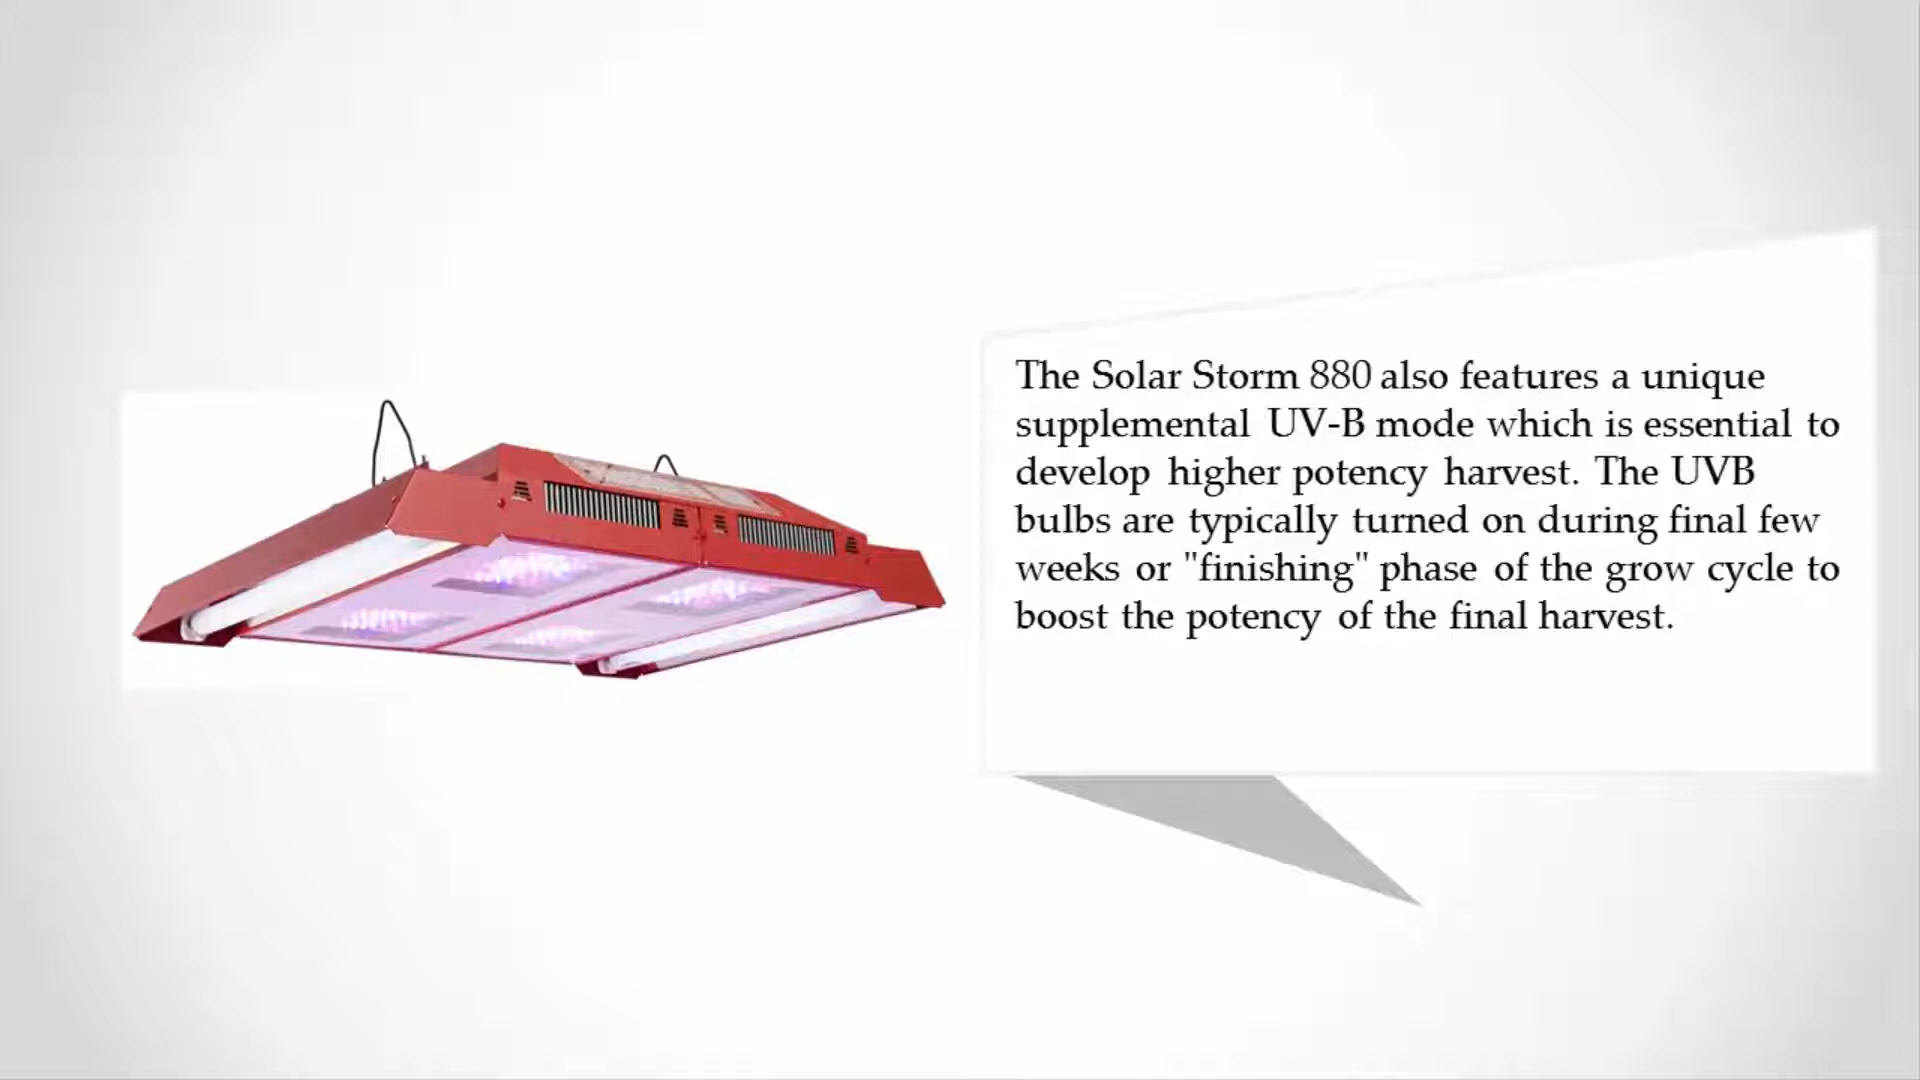 The Solar Storm 880 also features a unique
supplemental UV-B mode which is essential to
develop higher potency harvest. The UVB
bulbs are typically turned on during final few
weeks or "finishing" phase of the grow cycle to
boost the potency of the final harvest.